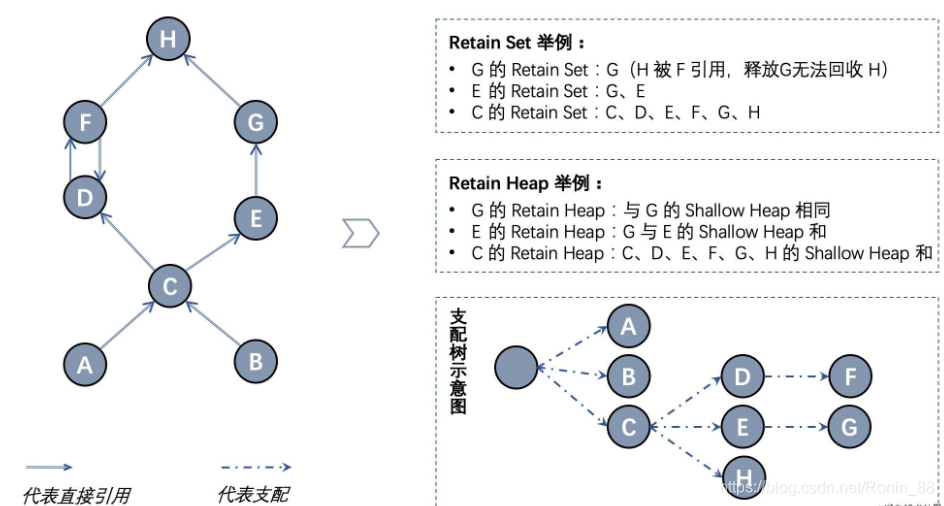 H
F
G
D
E
C
A
B
代表直接引用
代表支配
Retain Set 举例：
• G 的 Retain Set：G（H 被 F 引用，释放G无法回收 H）
• E 的 Retain Set：G、E
• C 的 Retain Set：C、D、E、F、G、H
Retain Heap 举例：
• G 的 Retain Heap：与 G 的 Shallow Heap 相同
• E 的 Retain Heap：G 与 E 的 Shallow Heap 和
• C 的 Retain Heap：C、D、E、F、G、H 的 Shallow Heap 和
支配树示意图
A
B
D
F
C
E
G
H
https://blog.csdn.net/Ronin_88